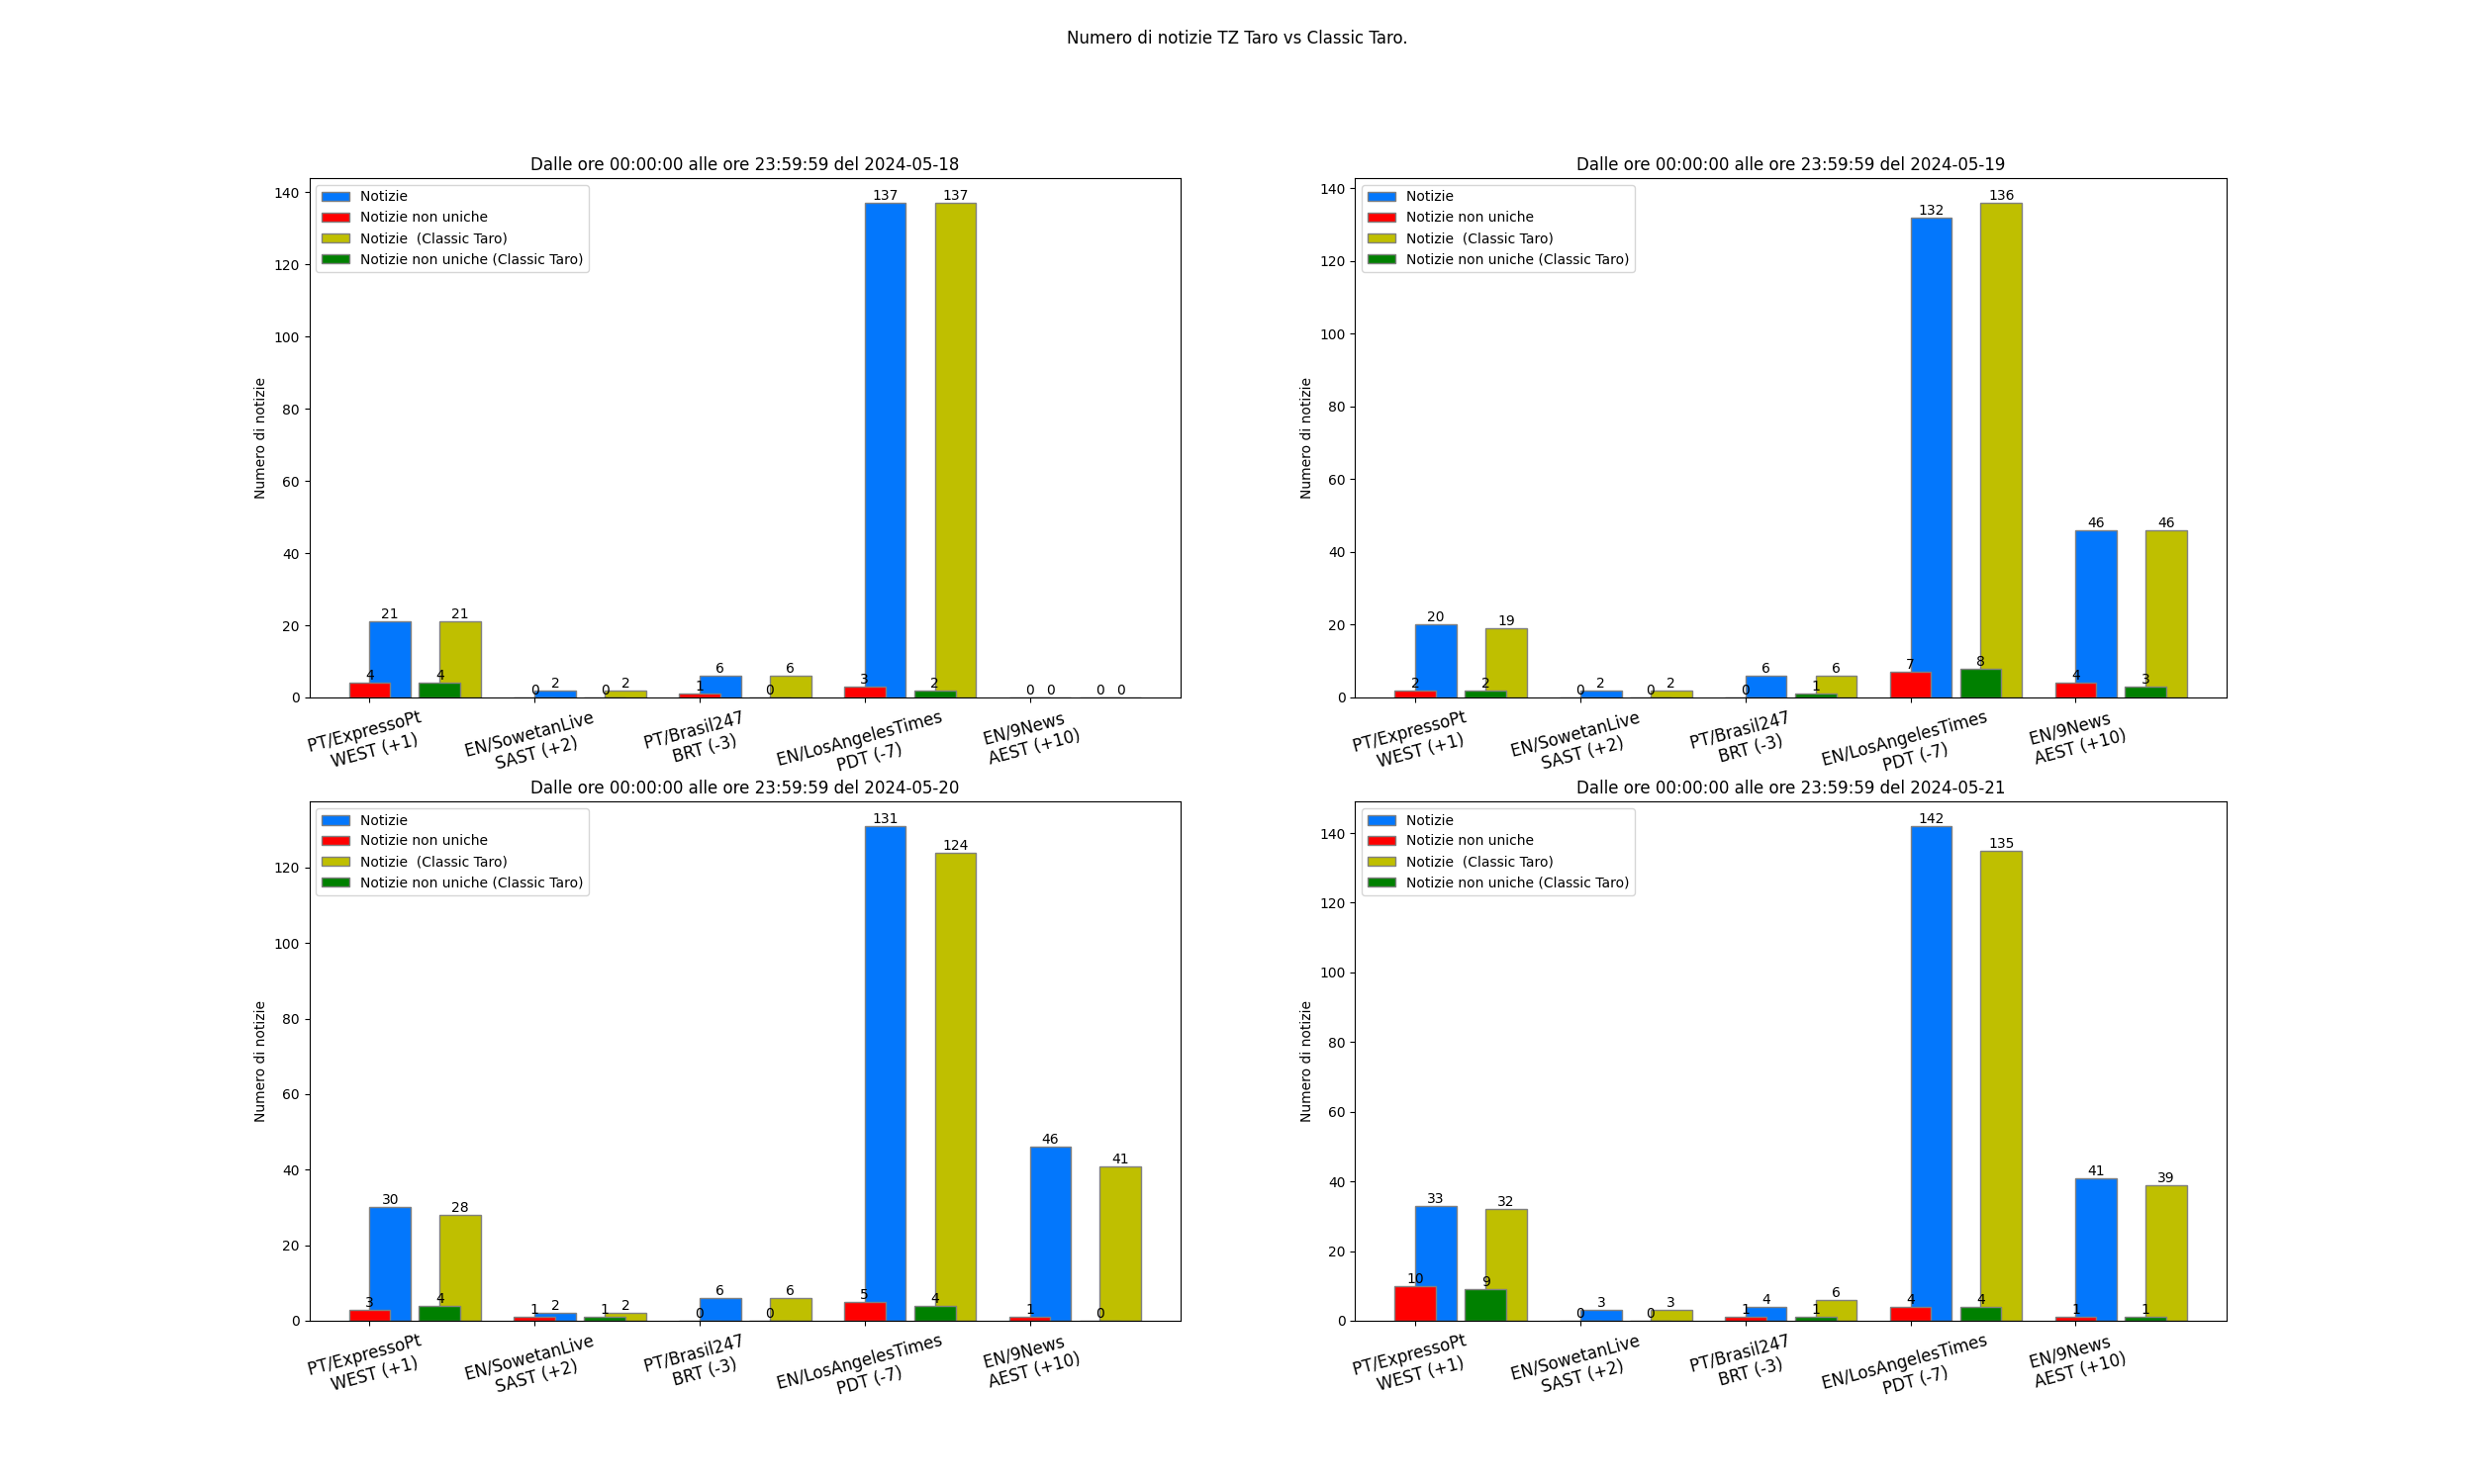 Numero di notizie TZ Taro vs Classic Taro.
Dalle ore 00:00:00 alle ore 23:59:59 del 2024-05-18
Notizie
Notizie non uniche
Notizie  (Classic Taro)
Notizie non uniche (Classic Taro)
Numero di notizie
140
120
100
80
60
40
20
0
21 21 2 2 6 6 137 137 0 0
4 4 0 0 1 0 3 2 0 0
PT/ExpressoPt
WEST (+1)
EN/SowetanLive
SAST (+2)
PT/Brasil247
BRT (-3)
EN/LosAngelesTimes
PDT (-7)
EN/9News
AEST (+10)
Dalle ore 00:00:00 alle ore 23:59:59 del 2024-05-19
Notizie
Notizie non uniche
Notizie  (Classic Taro)
Notizie non uniche (Classic Taro)
Numero di notizie
140
120
100
80
60
40
20
0
20 19 2 2 6 6 132 136 46 46
2 2 0 0 0 1 7 8 4 3
PT/ExpressoPt
WEST (+1)
EN/SowetanLive
SAST (+2)
PT/Brasil247
BRT (-3)
EN/LosAngelesTimes
PDT (-7)
EN/9News
AEST (+10)
Dalle ore 00:00:00 alle ore 23:59:59 del 2024-05-20
Notizie
Notizie non uniche
Notizie  (Classic Taro)
Notizie non uniche (Classic Taro)
Numero di notizie
120
100
80
60
40
20
0
30 28 2 2 6 6 131 124 46 41
3 4 1 1 0 0 5 4 1 0
PT/ExpressoPt
WEST (+1)
EN/SowetanLive
SAST (+2)
PT/Brasil247
BRT (-3)
EN/LosAngelesTimes
PDT (-7)
EN/9News
AEST (+10)
Dalle ore 00:00:00 alle ore 23:59:59 del 2024-05-21
Notizie
Notizie non uniche
Notizie  (Classic Taro)
Notizie non uniche (Classic Taro)
Numero di notizie
140
120
100
80
60
40
20
0
33 32 3 3 4 6 142 135 41 39
10 9 0 0 1 1 4 4 1 1
PT/ExpressoPt
WEST (+1)
EN/SowetanLive
SAST (+2)
PT/Brasil247
BRT (-3)
EN/LosAngelesTimes
PDT (-7)
EN/9News
AEST (+10)